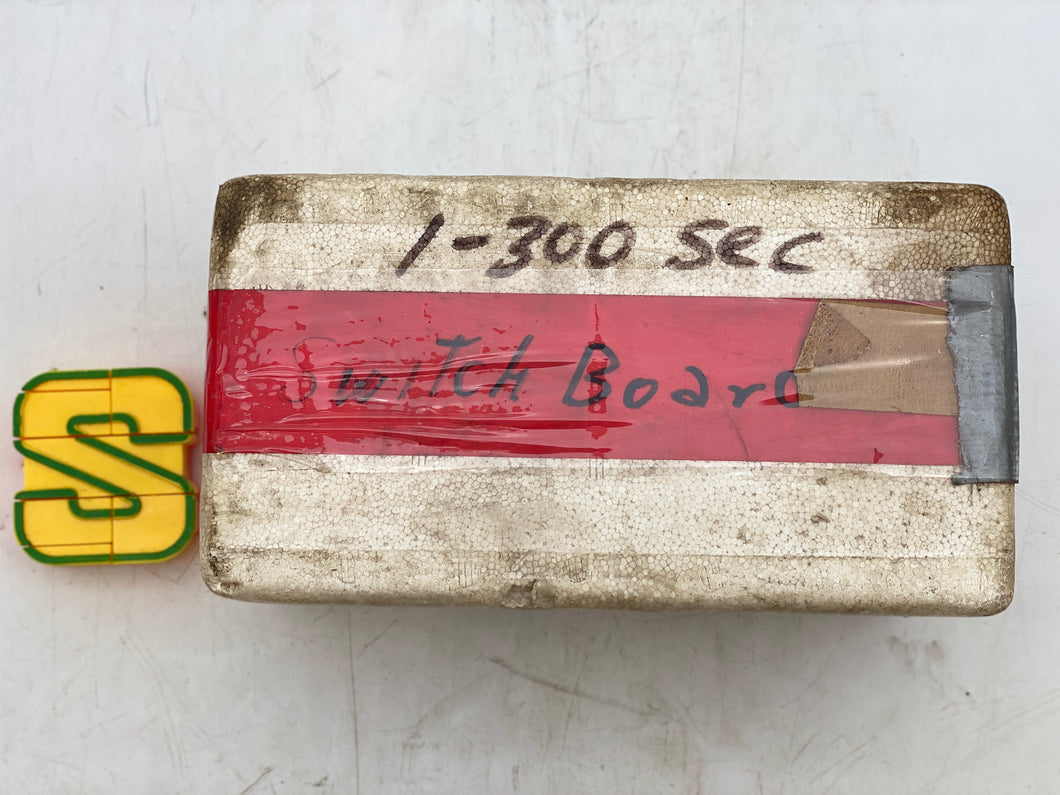 1-300 Sec
SwiTch Board
S